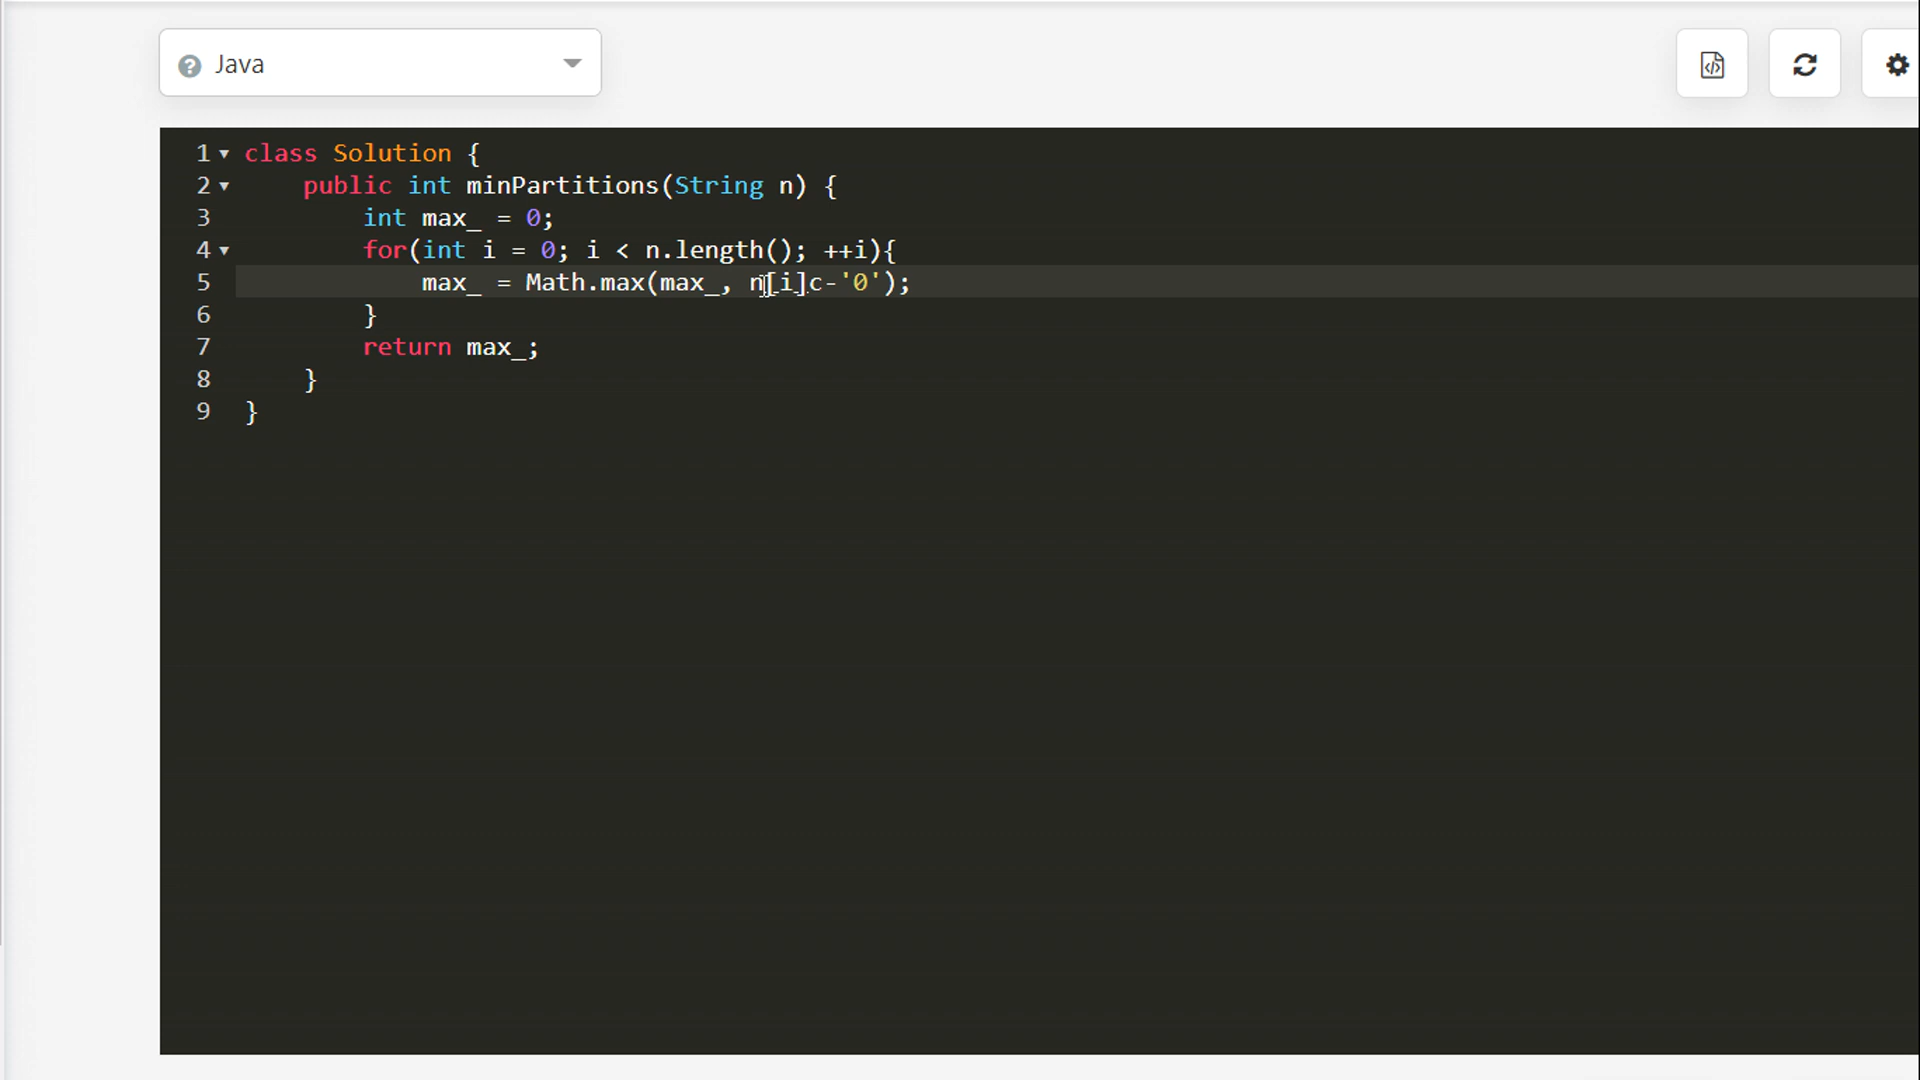 Java
1 class Solution {
2 public int minPartitions(String n) {
3 int max_ = 0;
4 for(int i = 0; i < n.length(); ++i){
5 max_ = Math.max(max_, n[i]c-'0');
6 }
7 return max_;
8 }
9 }